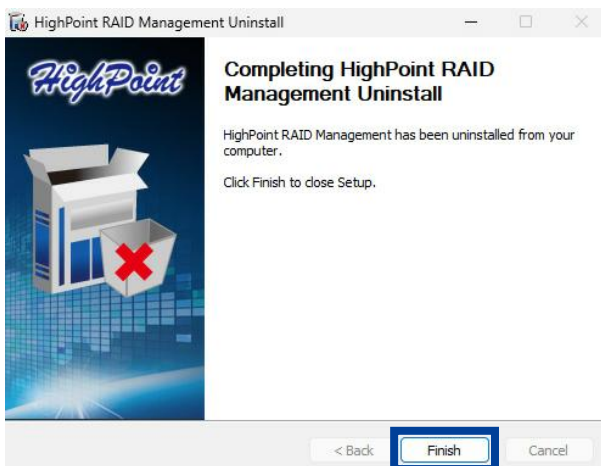 HighPoint RAID Management Uninstall
HighPoint
Completing HighPoint RAID
Management Uninstall
HighPoint RAID Management has been uninstalled from your
computer.
Click Finish to close Setup.
< Back
Finish
Cancel